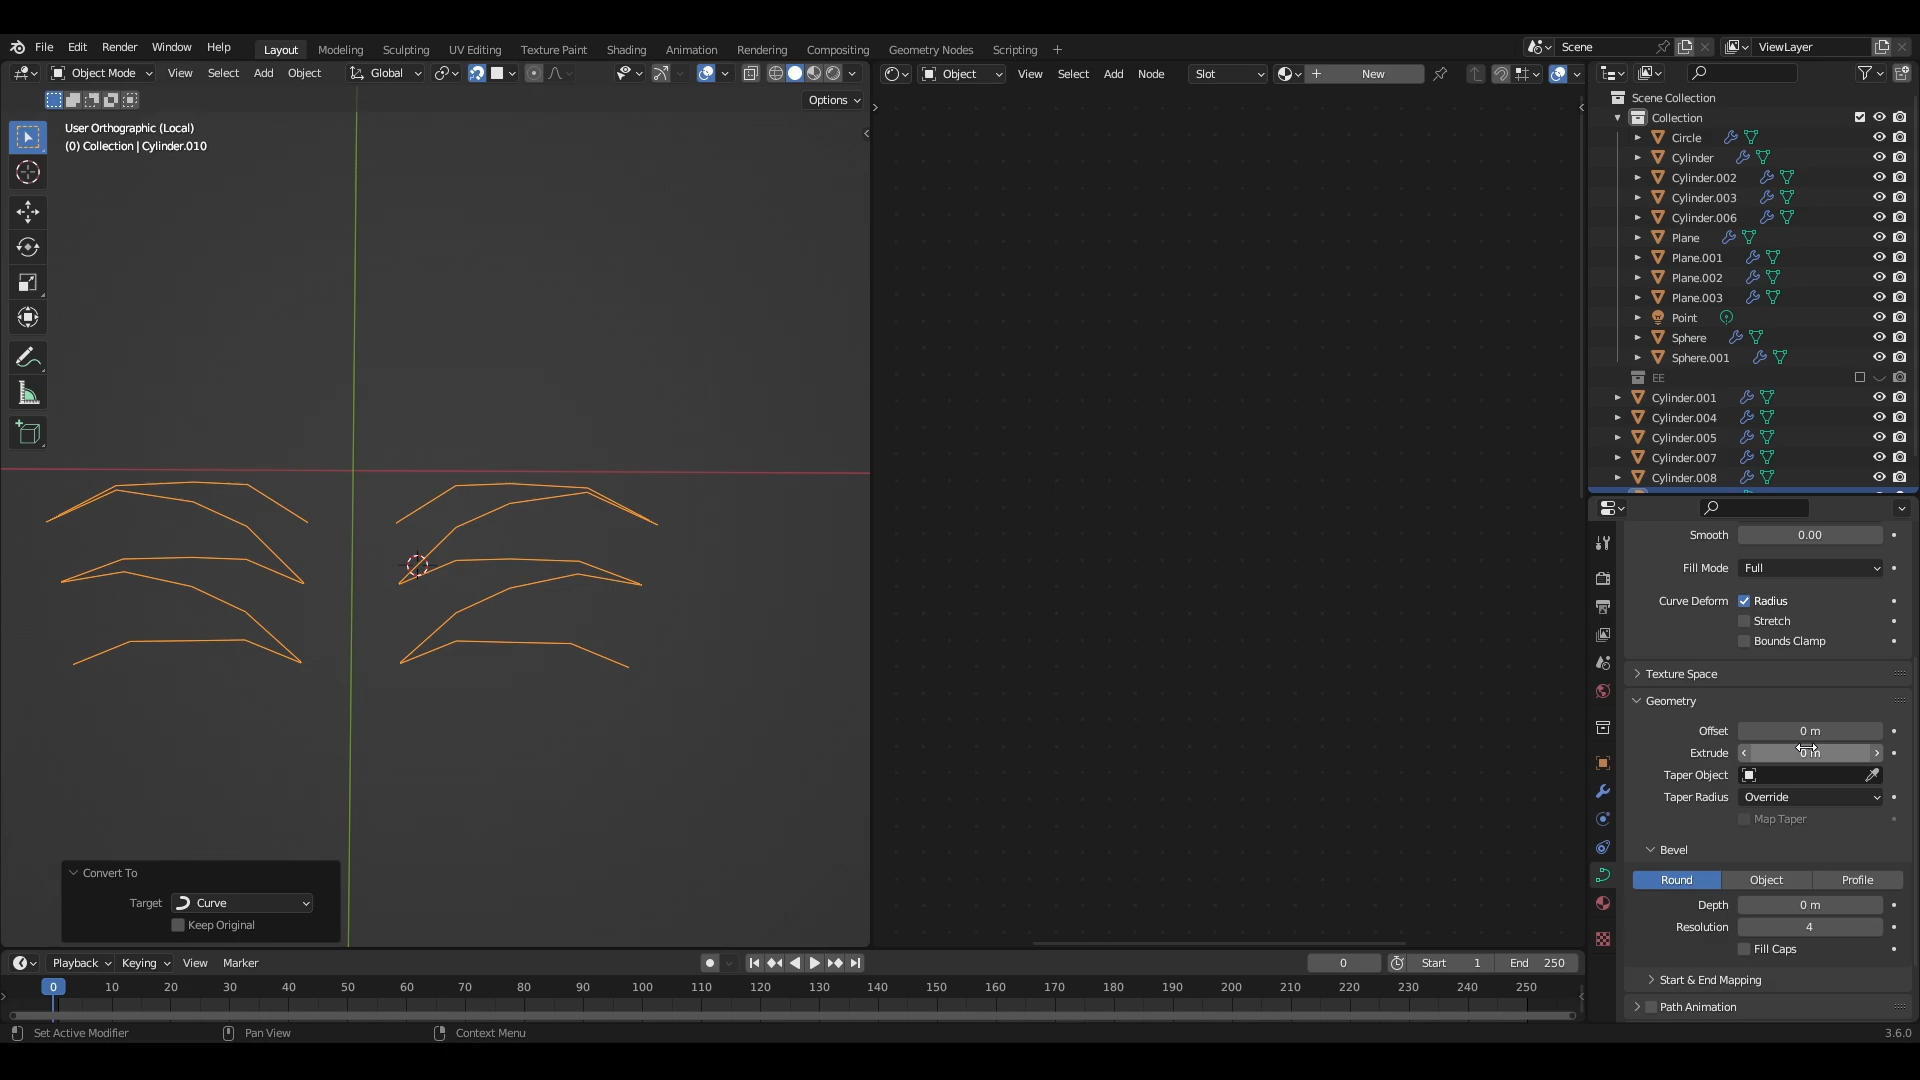 File Edit Render Window Help Layout Modeling Sculpting UV Editing Texture Paint Shading Animation Rendering Compositing Geometry Nodes Scripting + Scene ViewLayer
Object Mode View Select Add Object Global Object View Select Add Node Slot New
Options
User Orthographic (Local)
(0) Collection | Cylinder.010
Scene Collection
Collection
Circle
Cylinder
Cylinder.002
Cylinder.003
Cylinder.006
Plane
Plane.001
Plane.002
Plane.003
Point
Sphere
Sphere.001
EE
Cylinder.001
Cylinder.004
Cylinder.005
Cylinder.007
Cylinder.008
Smooth 0.00
Fill Mode Full
Curve Deform Radius
Stretch
Bounds Clamp
Texture Space
Geometry
Offset 0 m
Extrude 0 m
Taper Object
Taper Radius Override
Map Taper
Bevel
Round Object Profile
Depth 0 m
Resolution 4
Fill Caps
Start & End Mapping
Path Animation
Convert To
Target Curve
Keep Original
Playback Keying View Marker 0 Start 1 End 250
0 10 20 30 40 50 60 70 80 90 100 110 120 130 140 150 160 170 180 190 200 210 220 230 240 250
Set Active Modifier Pan View Context Menu 3.6.0